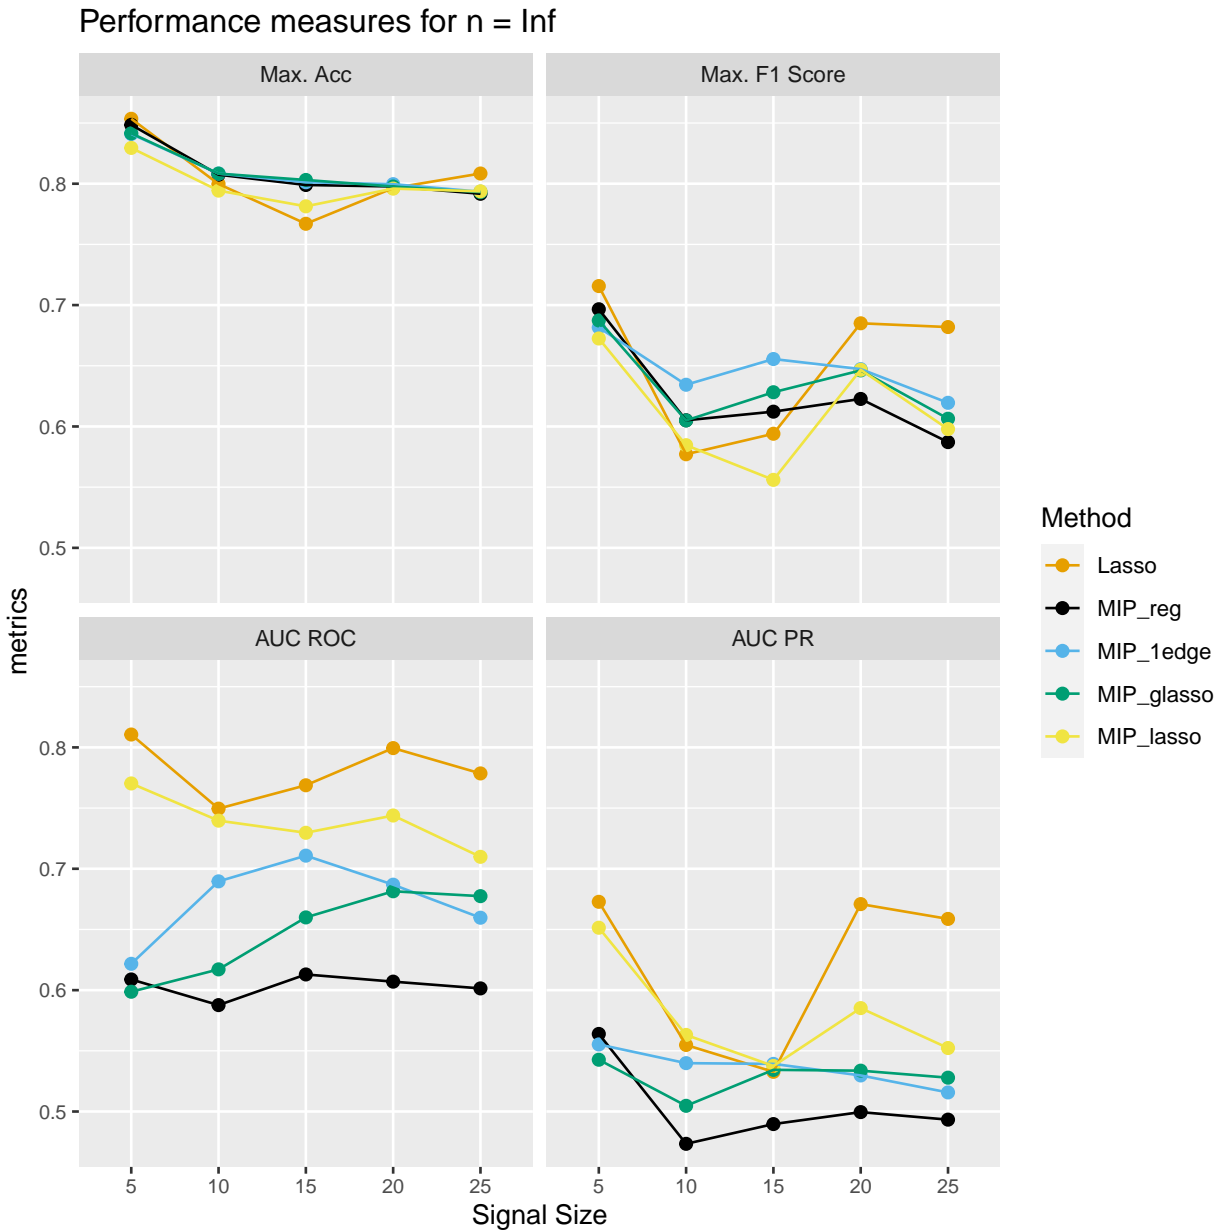 Performance measures for n = Inf
Max. Acc
Max. F1 Score
0.8
0.7
0.6
0.5
AUC ROC
AUC PR
0.8
0.7
0.6
0.5
metrics
5 10 15 20 25
5 10 15 20 25
Signal Size
Method
Lasso
MIP_reg
MIP_1edge
MIP_glasso
MIP_lasso